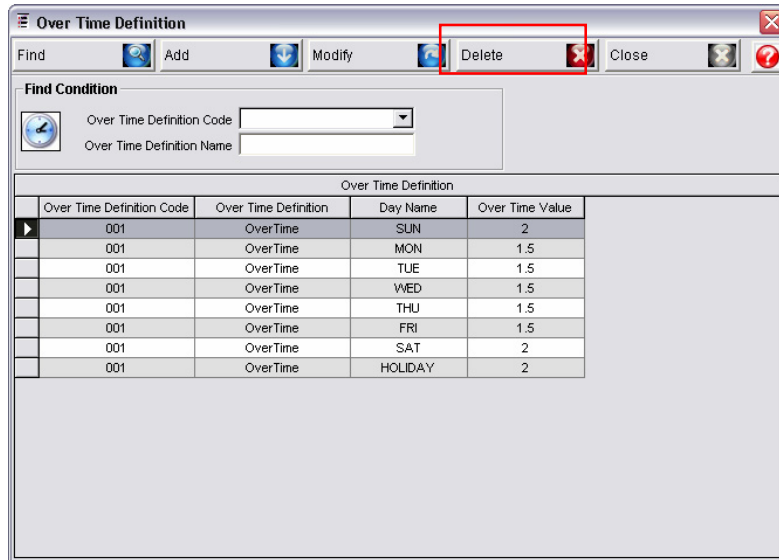 Over Time Definition
Find Add Modify Delete Close
Find Condition
Over Time Definition Code
Over Time Definition Name
Over Time Definition
Over Time Definition Code Over Time Definition Day Name Over Time Value
001 OverTime SUN 2
001 OverTime MON 1.5
001 OverTime TUE 1.5
001 OverTime WED 1.5
001 OverTime THU 1.5
001 OverTime FRI 1.5
001 OverTime SAT 2
001 OverTime HOLIDAY 2